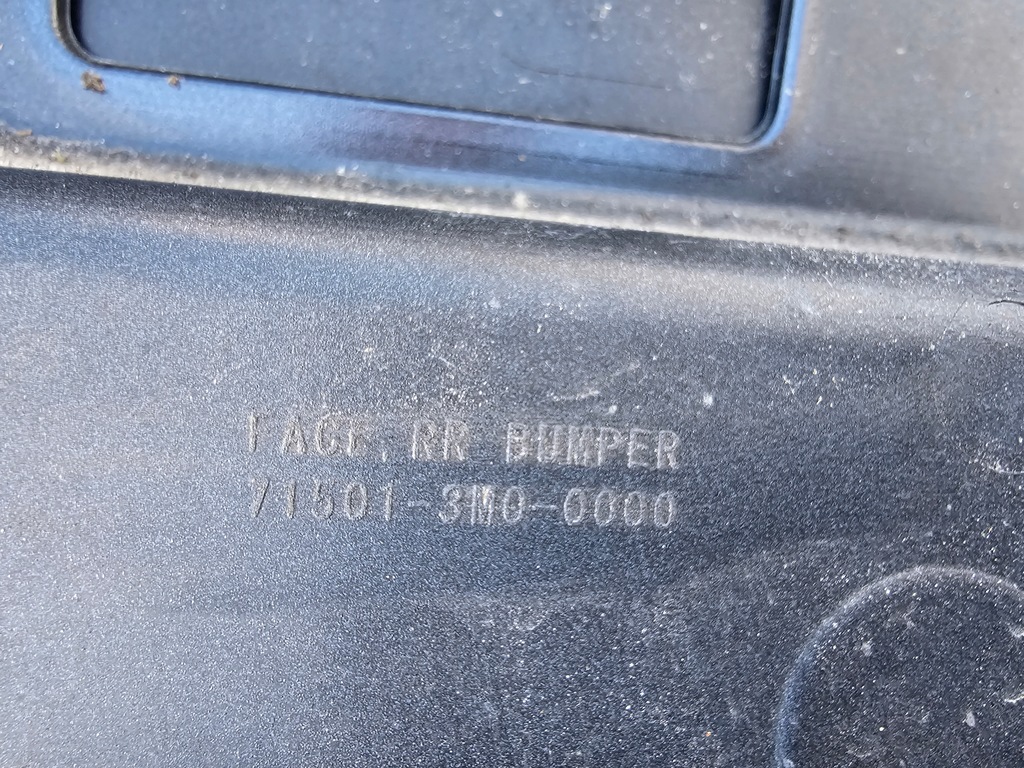 FACE, RR BUMPER
71501-3M0-0000